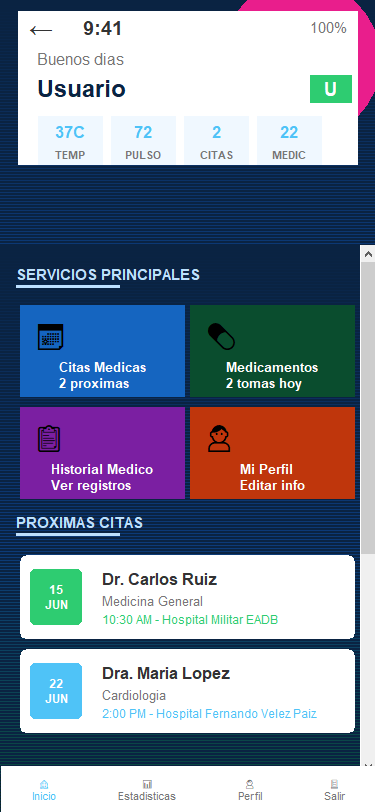 ← 9:41 100%
Buenos dias
Usuario U
37C 72 2 22
TEMP PULSO CITAS MEDIC
SERVICIOS PRINCIPALES
Citas Medicas
2 proximas
Medicamentos
2 tomas hoy
Historial Medico
Ver registros
Mi Perfil
Editar info
PROXIMAS CITAS
15
JUN
Dr. Carlos Ruiz
Medicina General
10:30 AM - Hospital Militar EADB
22
JUN
Dra. Maria Lopez
Cardiologia
2:00 PM - Hospital Fernando Velez Paiz
Inicio Estadisticas Perfil Salir